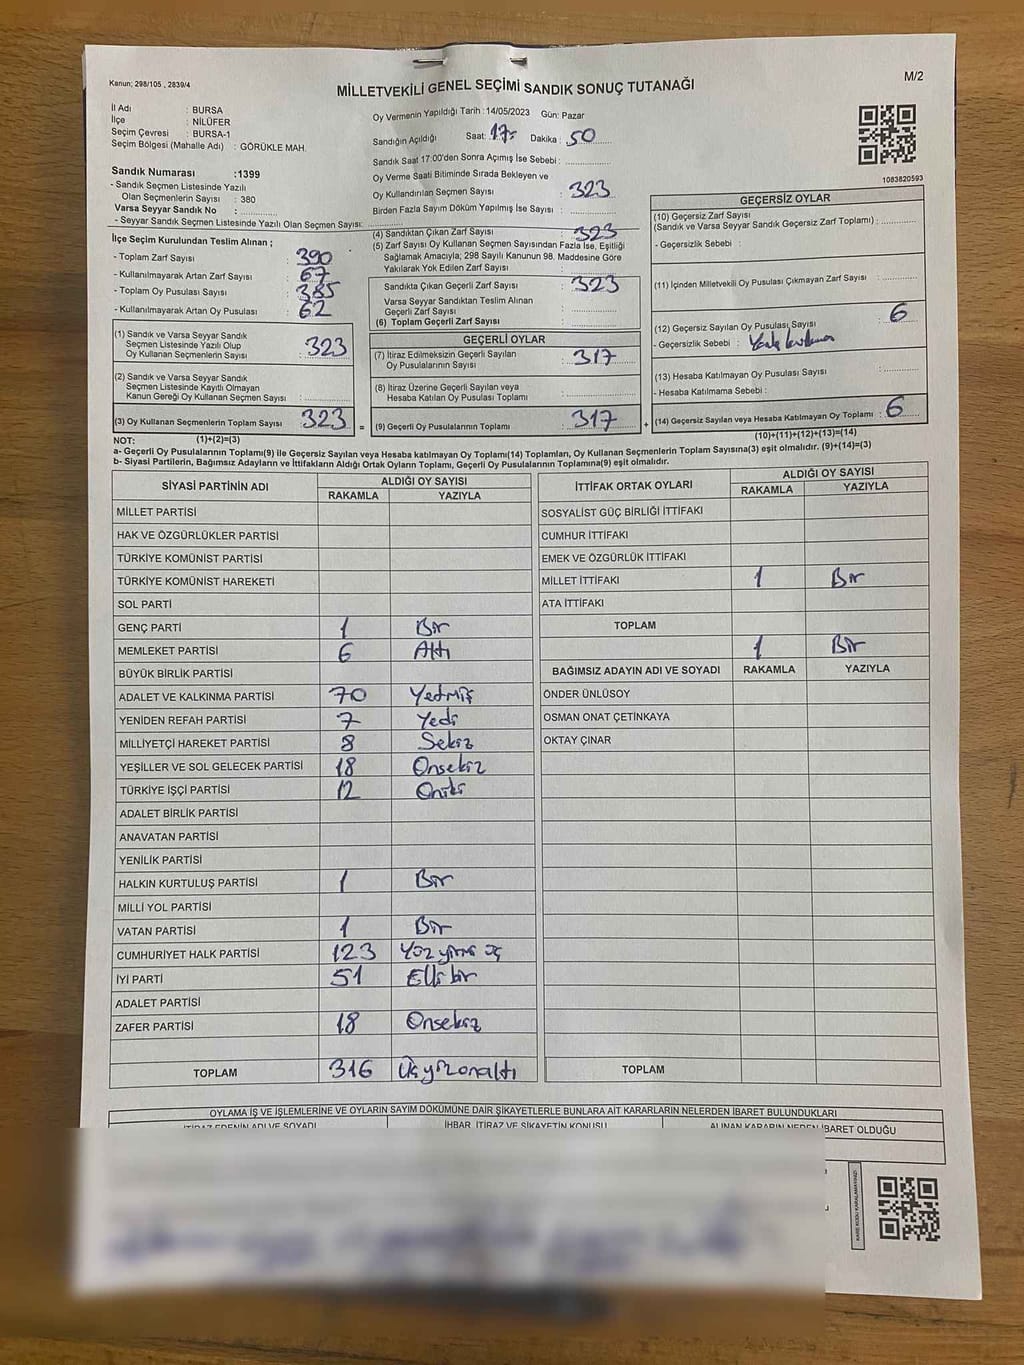 Kanun; 298/105 , 2839/4
MİLLETVEKİLİ GENEL SEÇİMİ SANDIK SONUÇ TUTANAĞI
M/2
İl Adı : BURSA
İlçe : NİLÜFER
Seçim Çevresi : BURSA-1
Seçim Bölgesi (Mahalle Adı) : GÖRÜKLE MAH.
Oy Vermenin Yapıldığı Tarih : 14/05/2023 Gün: Pazar
Sandığın Açıldığı Saat: 17 Dakika : 50
Sandık Saat 17:00'den Sonra Açımış İse Sebebi :
Oy Verme Saati Bitiminde Sırada Bekleyen ve
Oy Kullandırılan Seçmen Sayısı : 323
Birden Fazla Sayım Döküm Yapılmış İse Sayısı :
1083820593
Sandık Numarası :1399
- Sandık Seçmen Listesinde Yazılı
Olan Seçmenlerin Sayısı : 380
Varsa Seyyar Sandık No :
- Seyyar Sandık Seçmen Listesinde Yazılı Olan Seçmen Sayısı:
İlçe Seçim Kurulundan Teslim Alınan ;
- Toplam Zarf Sayısı : 390
- Kullanılmayarak Artan Zarf Sayısı : 67
- Toplam Oy Pusulası Sayısı : 385
- Kullanılmayarak Artan Oy Pusulası : 62
(1) Sandık ve Varsa Seyyar Sandık
Seçmen Listesinde Yazılı Olup
Oy Kullanan Seçmenlerin Sayısı : 323
(2) Sandık ve Varsa Seyyar Sandık
Seçmen Listesinde Kayıtlı Olmayan
Kanun Gereği Oy Kullanan Seçmen Sayısı :
(3) Oy Kullanan Seçmenlerin Toplam Sayısı : 323 =
(4) Sandıktan Çıkan Zarf Sayısı : 323
(5) Zarf Sayısı Oy Kullanan Seçmen Sayısından Fazla İse, Eşitliği
Sağlamak Amacıyla; 298 Sayılı Kanunun 98. Maddesine Göre
Yakılarak Yok Edilen Zarf Sayısı :
Sandıkta Çıkan Geçerli Zarf Sayısı : 323
Varsa Seyyar Sandıktan Teslim Alınan
Geçerli Zarf Sayısı :
(6) Toplam Geçerli Zarf Sayısı :
GEÇERLİ OYLAR
(7) İtiraz Edilmeksizin Geçerli Sayılan
Oy Pusulalarının Sayısı : 317
(8) İtiraz Üzerine Geçerli Sayılan veya
Hesaba Katılan Oy Pusulası Toplamı :
(9) Geçerli Oy Pusulalarının Toplamı : 317 +
GEÇERSİZ OYLAR
(10) Geçersiz Zarf Sayısı
(Sandık ve Varsa Seyyar Sandık Geçersiz Zarf Toplamı) :
- Geçersizlik Sebebi :
(11) İçinden Milletvekili Oy Pusulası Çıkmayan Zarf Sayısı :
(12) Geçersiz Sayılan Oy Pusulası Sayısı : 6
- Geçersizlik Sebebi :
(13) Hesaba Katılmayan Oy Pusulası Sayısı :
- Hesaba Katılmama Sebebi :
(14) Geçersiz Sayılan veya Hesaba Katılmayan Oy Toplamı : 6
NOT: (1)+(2)=(3)
(10)+(11)+(12)+(13)=(14)
a- Geçerli Oy Pusulalarının Toplamı(9) ile Geçersiz Sayılan veya Hesaba katılmayan Oy Toplamı(14) Toplamları, Oy Kullanan Seçmenlerin Toplam Sayısına(3) eşit olmalıdır. (9)+(14)=(3)
b- Siyasi Partilerin, Bağımsız Adayların ve İttifakların Aldığı Ortak Oyların Toplamı, Geçerli Oy Pusulalarının Toplamına(9) eşit olmalıdır.
SİYASİ PARTİNİN ADI ALDIĞI OY SAYISI
RAKAMLA YAZIYLA
MİLLET PARTİSİ
HAK VE ÖZGÜRLÜKLER PARTİSİ
TÜRKİYE KOMÜNİST PARTİSİ
TÜRKİYE KOMÜNİST HAREKETİ
SOL PARTİ
GENÇ PARTİ 1 Bir
MEMLEKET PARTİSİ 6 Altı
BÜYÜK BİRLİK PARTİSİ
ADALET VE KALKINMA PARTİSİ 70 Yetmiş
YENİDEN REFAH PARTİSİ 7 Yedi
MİLLİYETÇİ HAREKET PARTİSİ 8 Sekiz
YEŞİLLER VE SOL GELECEK PARTİSİ 18 Onsekiz
TÜRKİYE İŞÇİ PARTİSİ 12 Oniki
ADALET BİRLİK PARTİSİ
ANAVATAN PARTİSİ
YENİLİK PARTİSİ
HALKIN KURTULUŞ PARTİSİ 1 Bir
MİLLİ YOL PARTİSİ
VATAN PARTİSİ 1 Bir
CUMHURİYET HALK PARTİSİ 123 Yüz yirmi üç
İYİ PARTİ 51 Elli bir
ADALET PARTİSİ
ZAFER PARTİSİ 18 Onsekiz
TOPLAM 316 Üçyüzonaltı
İTTİFAK ORTAK OYLARI ALDIĞI OY SAYISI
RAKAMLA YAZIYLA
SOSYALİST GÜÇ BİRLİĞİ İTTİFAKI
CUMHUR İTTİFAKI
EMEK VE ÖZGÜRLÜK İTTİFAKI
MİLLET İTTİFAKI 1 Bir
ATA İTTİFAKI
TOPLAM 1 Bir
BAĞIMSIZ ADAYIN ADI VE SOYADI RAKAMLA YAZIYLA
ÖNDER ÜNLÜSOY
OSMAN ONAT ÇETİNKAYA
OKTAY ÇINAR
TOPLAM
OYLAMA İŞ VE İŞLEMLERİNE VE OYLARIN SAYIM DÖKÜMÜNE DAİR ŞİKAYETLERLE BUNLARA AİT KARARLARIN NELERDEN İBARET BULUNDUKLARI
İTİRAZ EDENİN ADI VE SOYADI İHBAR, İTİRAZ VE ŞİKAYETİN KONUSU ALINAN KARARIN NEDEN İBARET OLDUĞU
KARE KODU KARALAMAYINIZ!